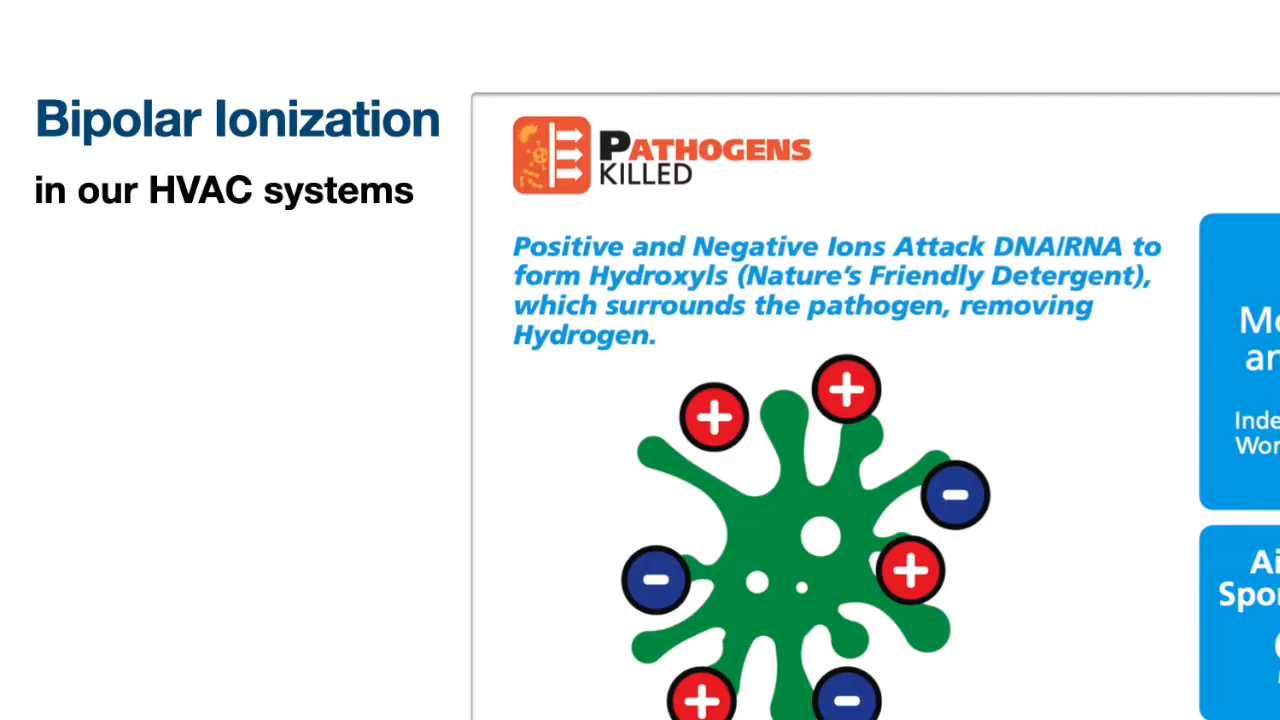 Bipolar Ionization
in our HVAC systems
PATHOGENS
KILLED
Positive and Negative Ions Attack DNA/RNA to
form Hydroxyls (Nature's Friendly Detergent),
which surrounds the pathogen, removing
Hydrogen.